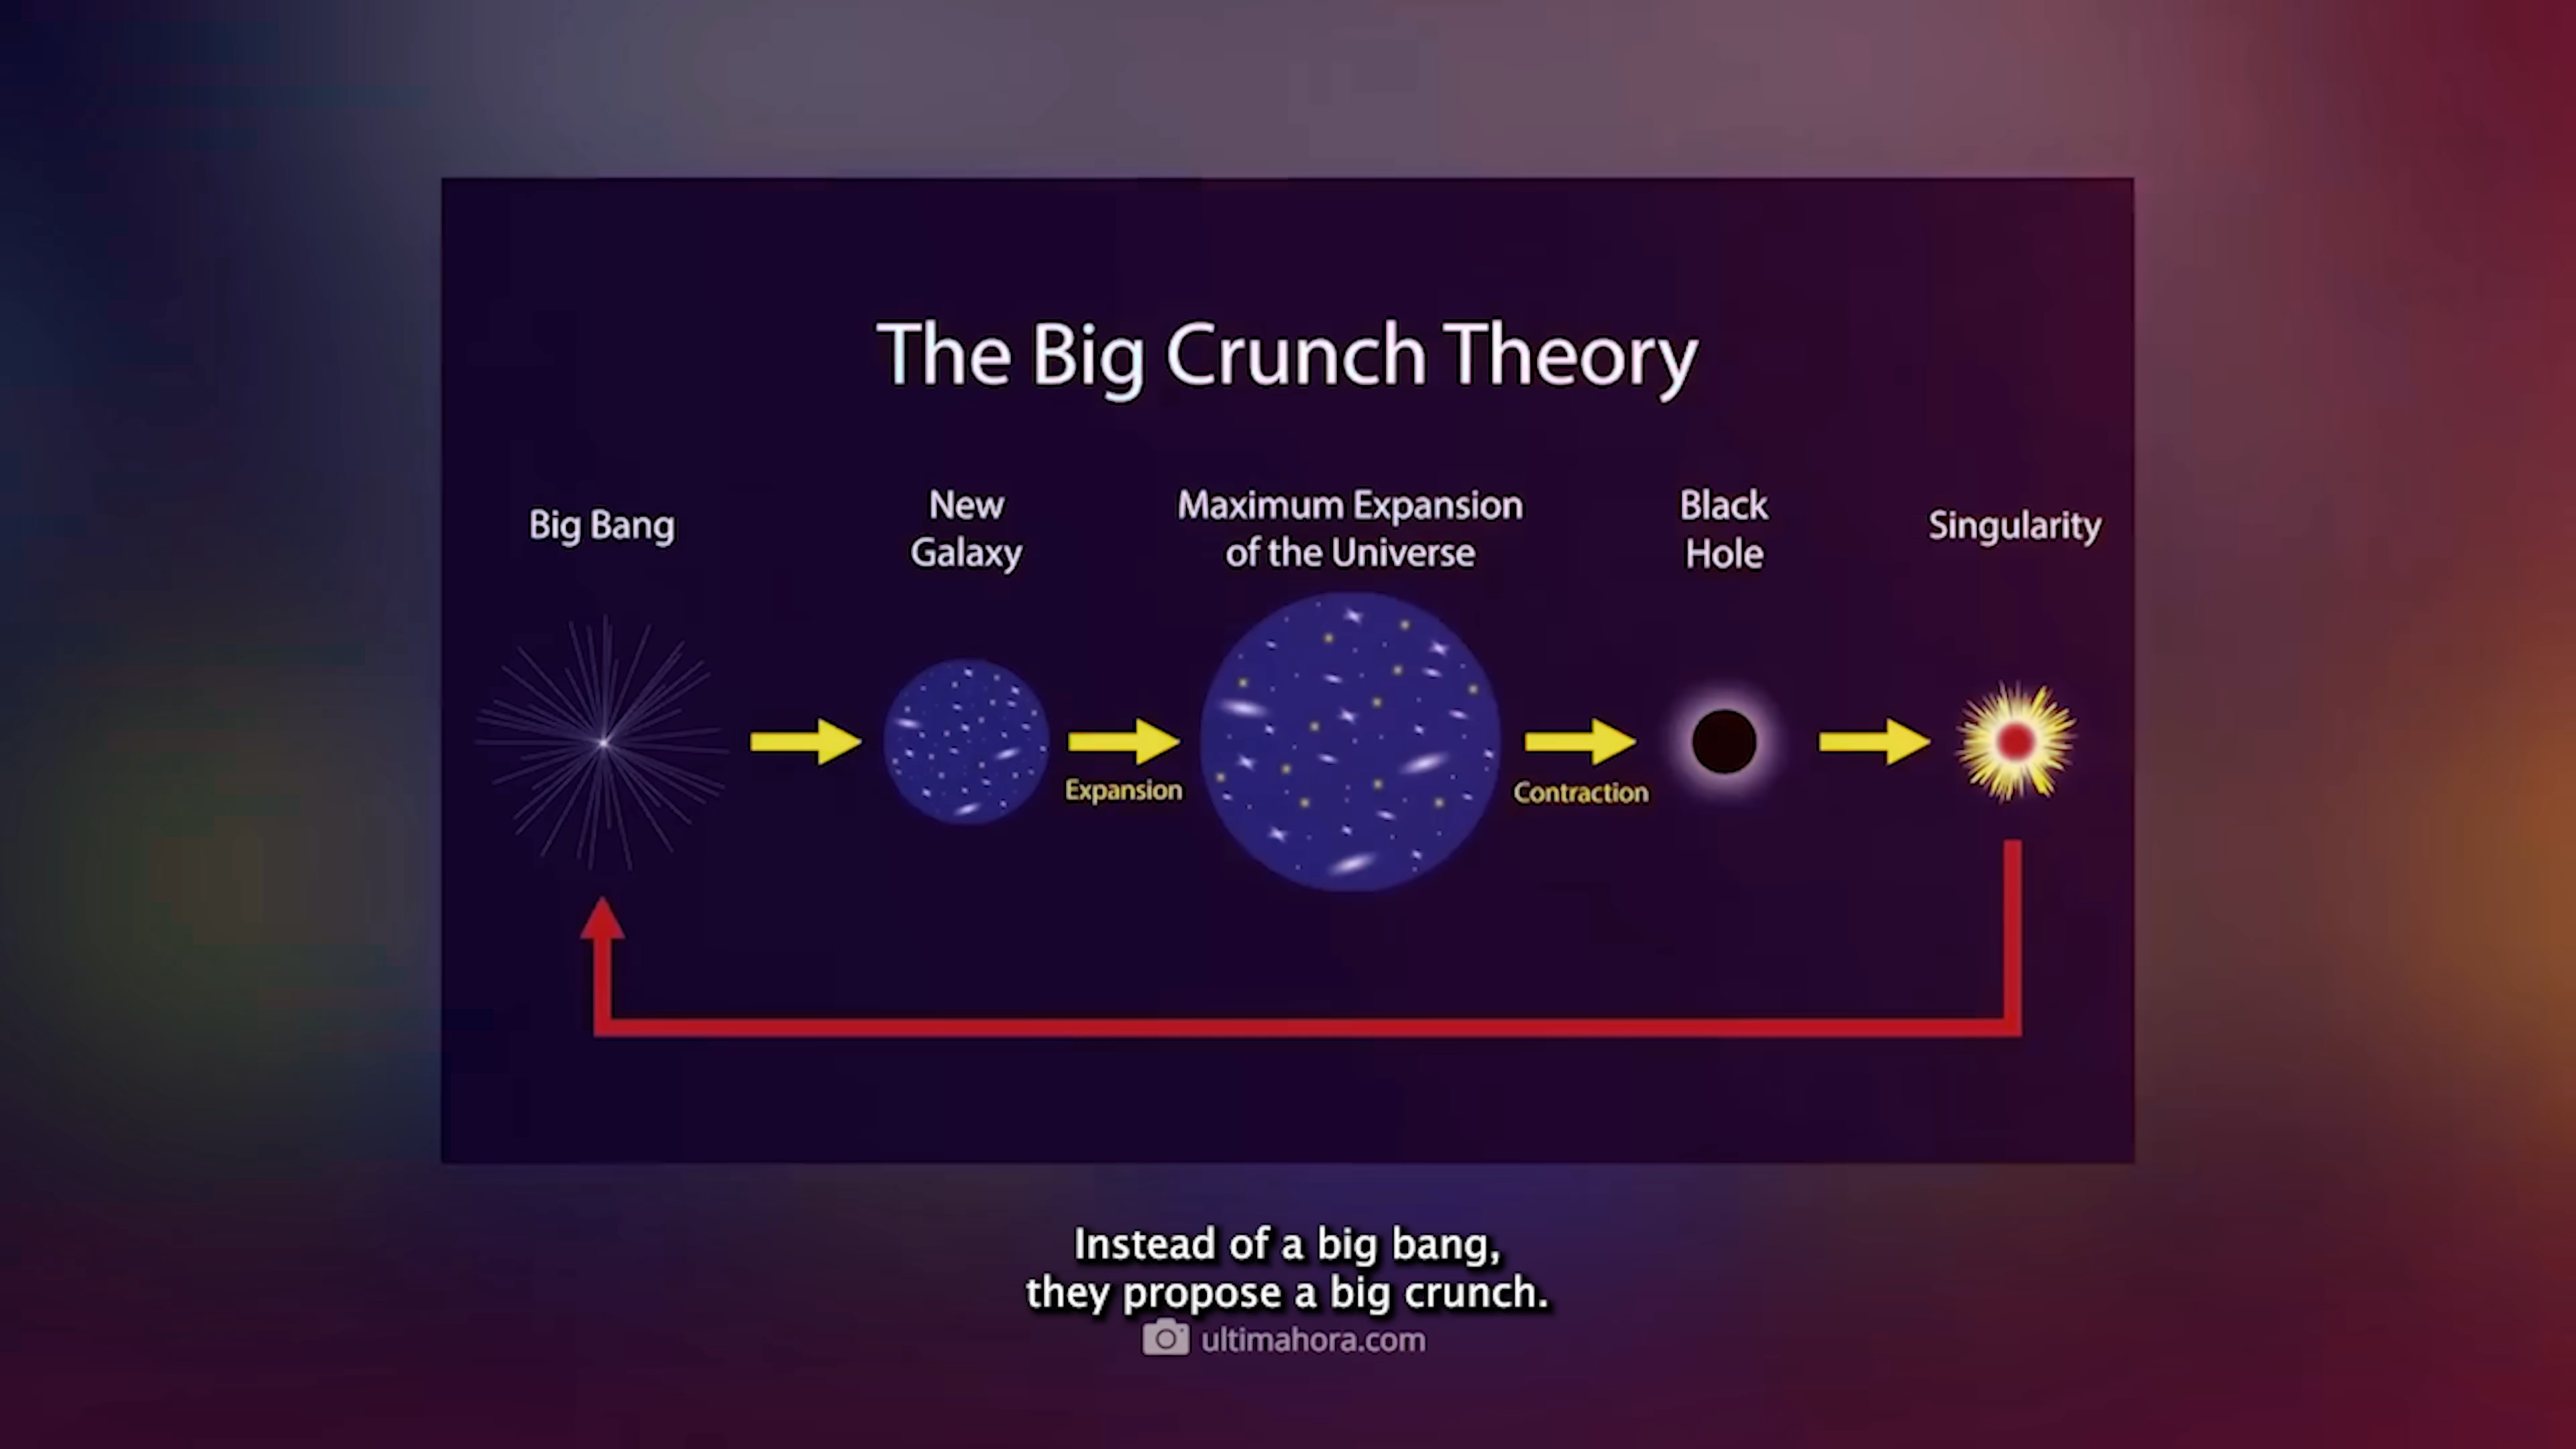 The Big Crunch Theory
Big Bang
New
Galaxy
Maximum Expansion
of the Universe
Black
Hole
Singularity
Expansion
Contraction
Instead of a big bang,
they propose a big crunch.
ultimahora.com